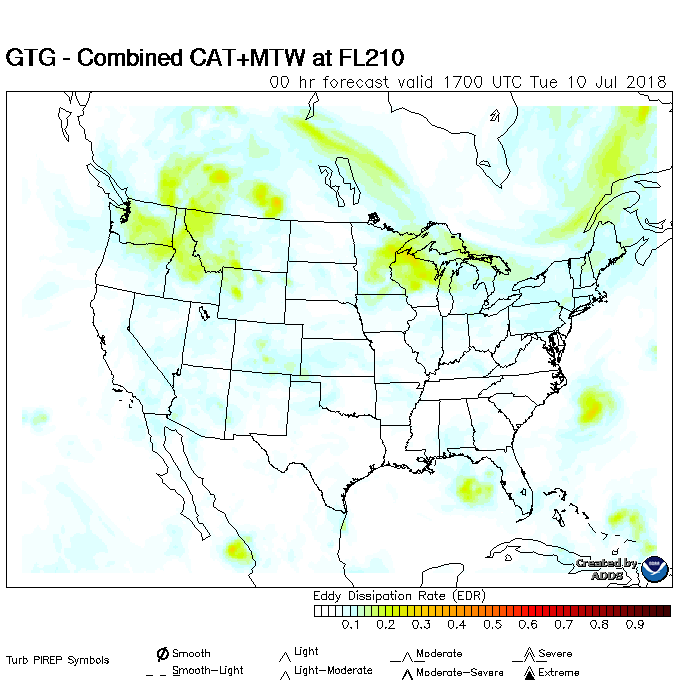 GTG - Combined CAT+MTW at FL210
00 hr forecast valid 1700 UTC Tue 10 Jul 2018
Created by
ADDS
Eddy Dissipation Rate (EDR)
0.1 0.2 0.3 0.4 0.5 0.6 0.7 0.8 0.9
Turb PIREP Symbols
Smooth Light Moderate Severe
Smooth-Light Light-Moderate Moderate-Severe Extreme